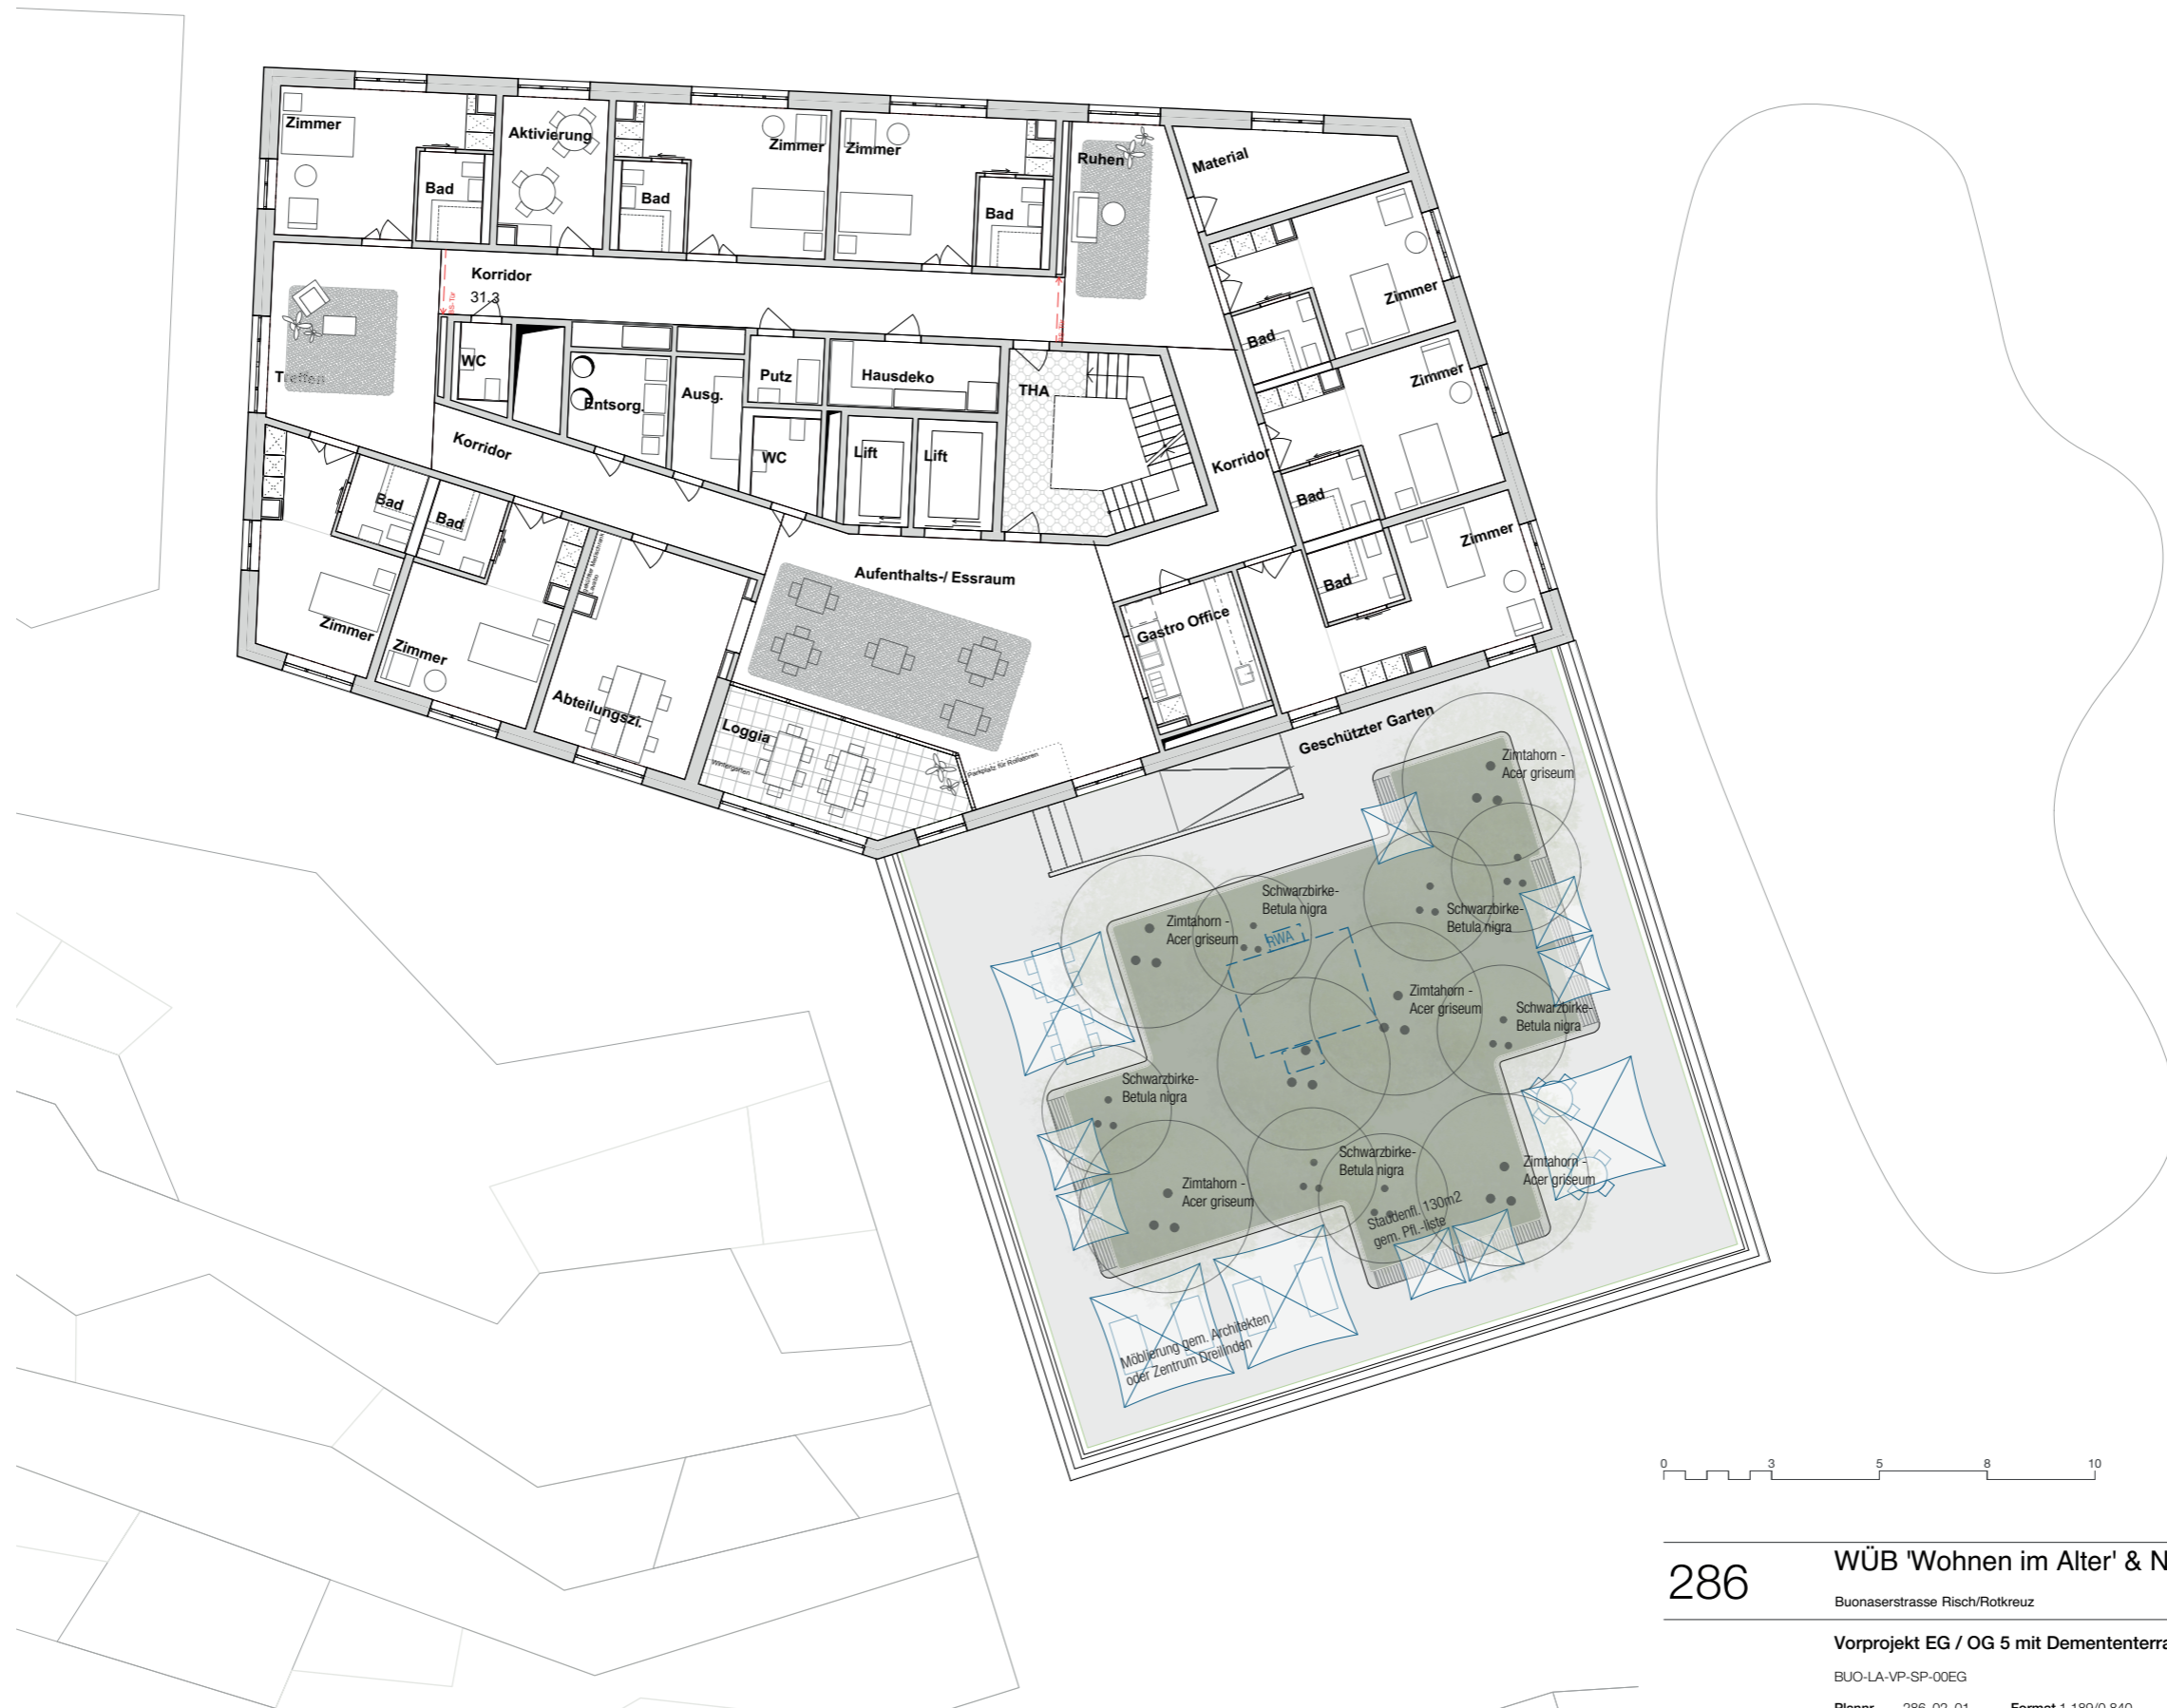 Zimmer
Aktivierung
Zimmer
Zimmer
Ruhen
Material
Bad
Bad
Bad
Korridor
31.3
Zimmer
Bad
Treffen
WC
Entsorg.
Ausg.
Putz
Hausdeko
THA
Zimmer
Korridor
WC
Lift
Lift
Korridor
Bad
Bad
Bad
Zimmer
Bad
Zimmer
Zimmer
Aufenthalts-/ Essraum
Gastro Office
Abteilungszi.
Loggia
Wintergarten
Parkplatz für Rollatoren
Geschützter Garten
Zimtahorn -
Acer griseum
Schwarzbirke-
Betula nigra
Zimtahorn -
Acer griseum
Schwarzbirke-
Betula nigra
RWA
Zimtahorn -
Acer griseum
Schwarzbirke-
Betula nigra
Schwarzbirke-
Betula nigra
Schwarzbirke-
Betula nigra
Zimtahorn -
Acer griseum
Zimtahorn -
Acer griseum
Staudenfl. 130m2
gem. Pfl.-liste
Möblierung gem. Architekten
oder Zentrum Dreilinden
0 3 5 8 10
286
WÜB 'Wohnen im Alter' & N
Buonaserstrasse Risch/Rotkreuz
Vorprojekt EG / OG 5 mit Demententerra
BUO-LA-VP-SP-00EG